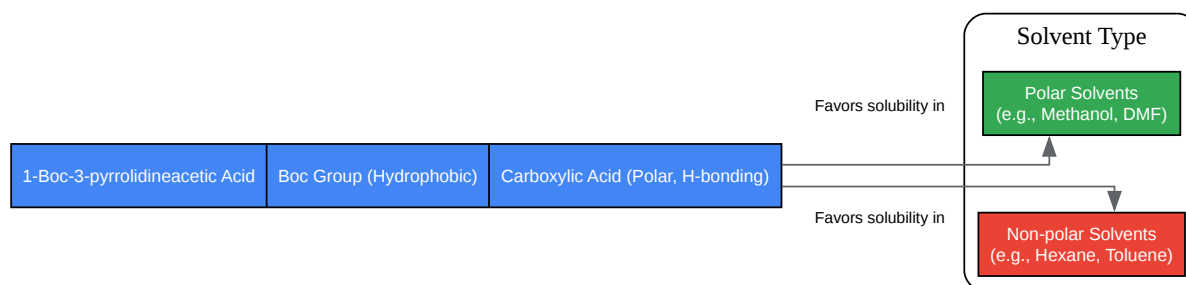 Solvent Type
Polar Solvents
(e.g., Methanol, DMF)
Favors solubility in
1-Boc-3-pyrrolidineacetic Acid
Boc Group (Hydrophobic)
Carboxylic Acid (Polar, H-bonding)
Favors solubility in
Non-polar Solvents
(e.g., Hexane, Toluene)